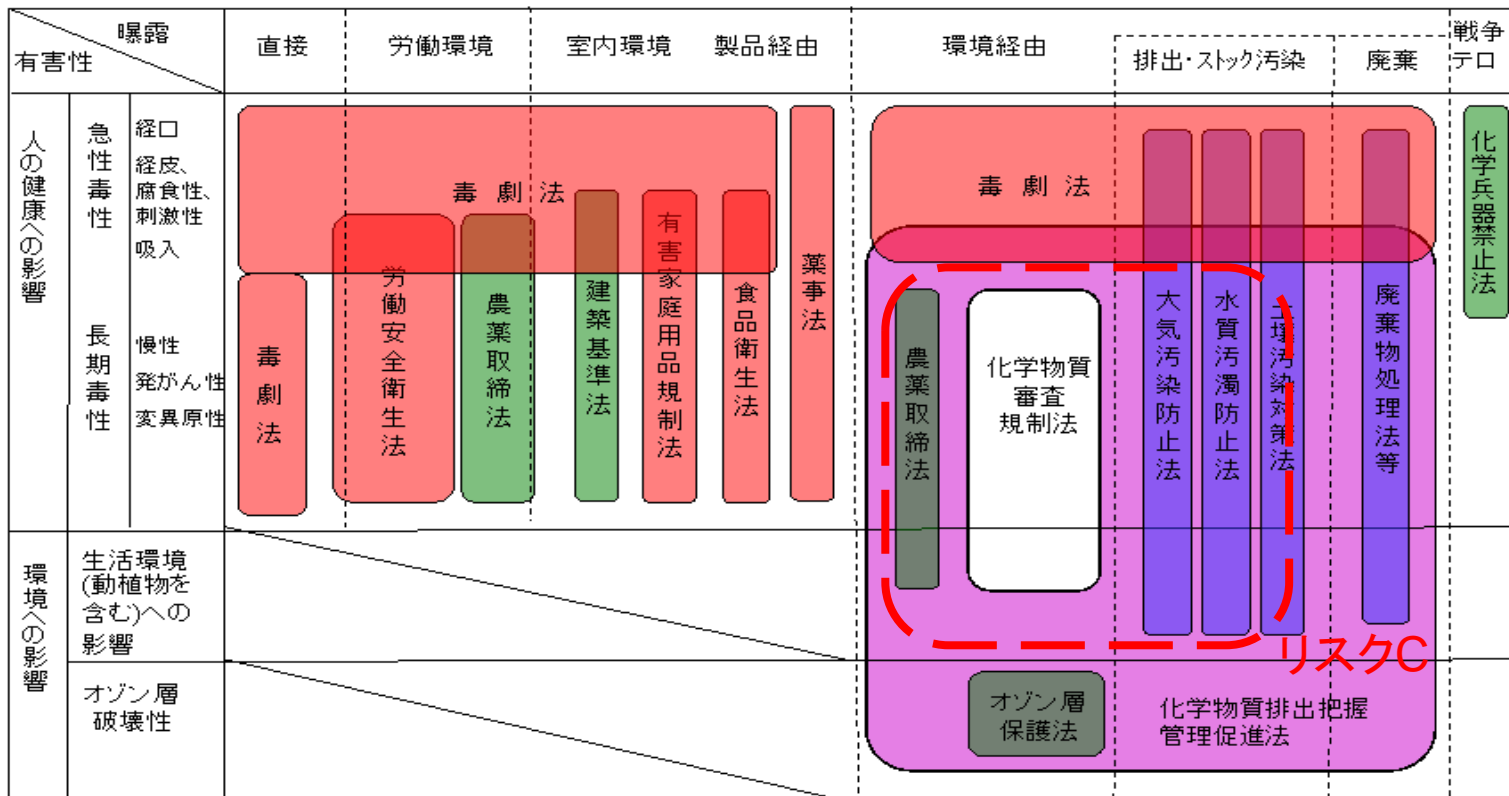 曝露
有害性
直接
労働環境
室内環境
製品経由
環境経由
排出・ストック汚染
廃棄
戦争
テロ
人の健康への影響
急性毒性
経口
経皮、
腐食性、
刺激性
吸入
長期毒性
慢性
発がん性
変異原性
毒劇法
毒劇法
労働安全衛生法
農薬取締法
建築基準法
有害家庭用品規制法
食品衛生法
薬事法
毒劇法
農薬取締法
化学物質
審査
規制法
大気汚染防止法
水質汚濁防止法
土壌汚染対策法
廃棄物処理法等
化学兵器禁止法
環境への影響
生活環境
(動植物を
含む)への
影響
リスクC
オゾン層
破壊性
オゾン層
保護法
化学物質排出把握
管理促進法